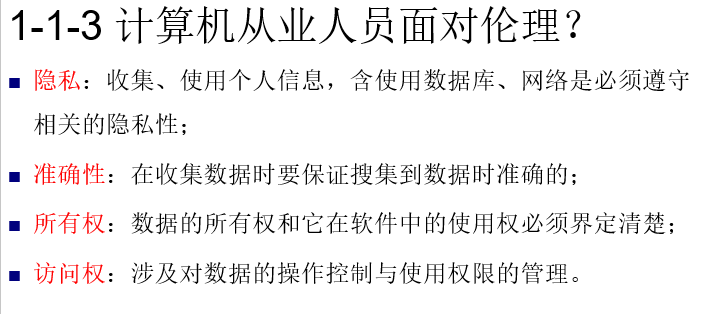 1-1-3 计算机从业人员面对伦理？
隐私：收集、使用个人信息，含使用数据库、网络是必须遵守
相关的隐私性；
准确性：在收集数据时要保证搜集到数据时准确的；
所有权：数据的所有权和它在软件中的使用权必须界定清楚；
访问权：涉及对数据的操作控制与使用权限的管理。